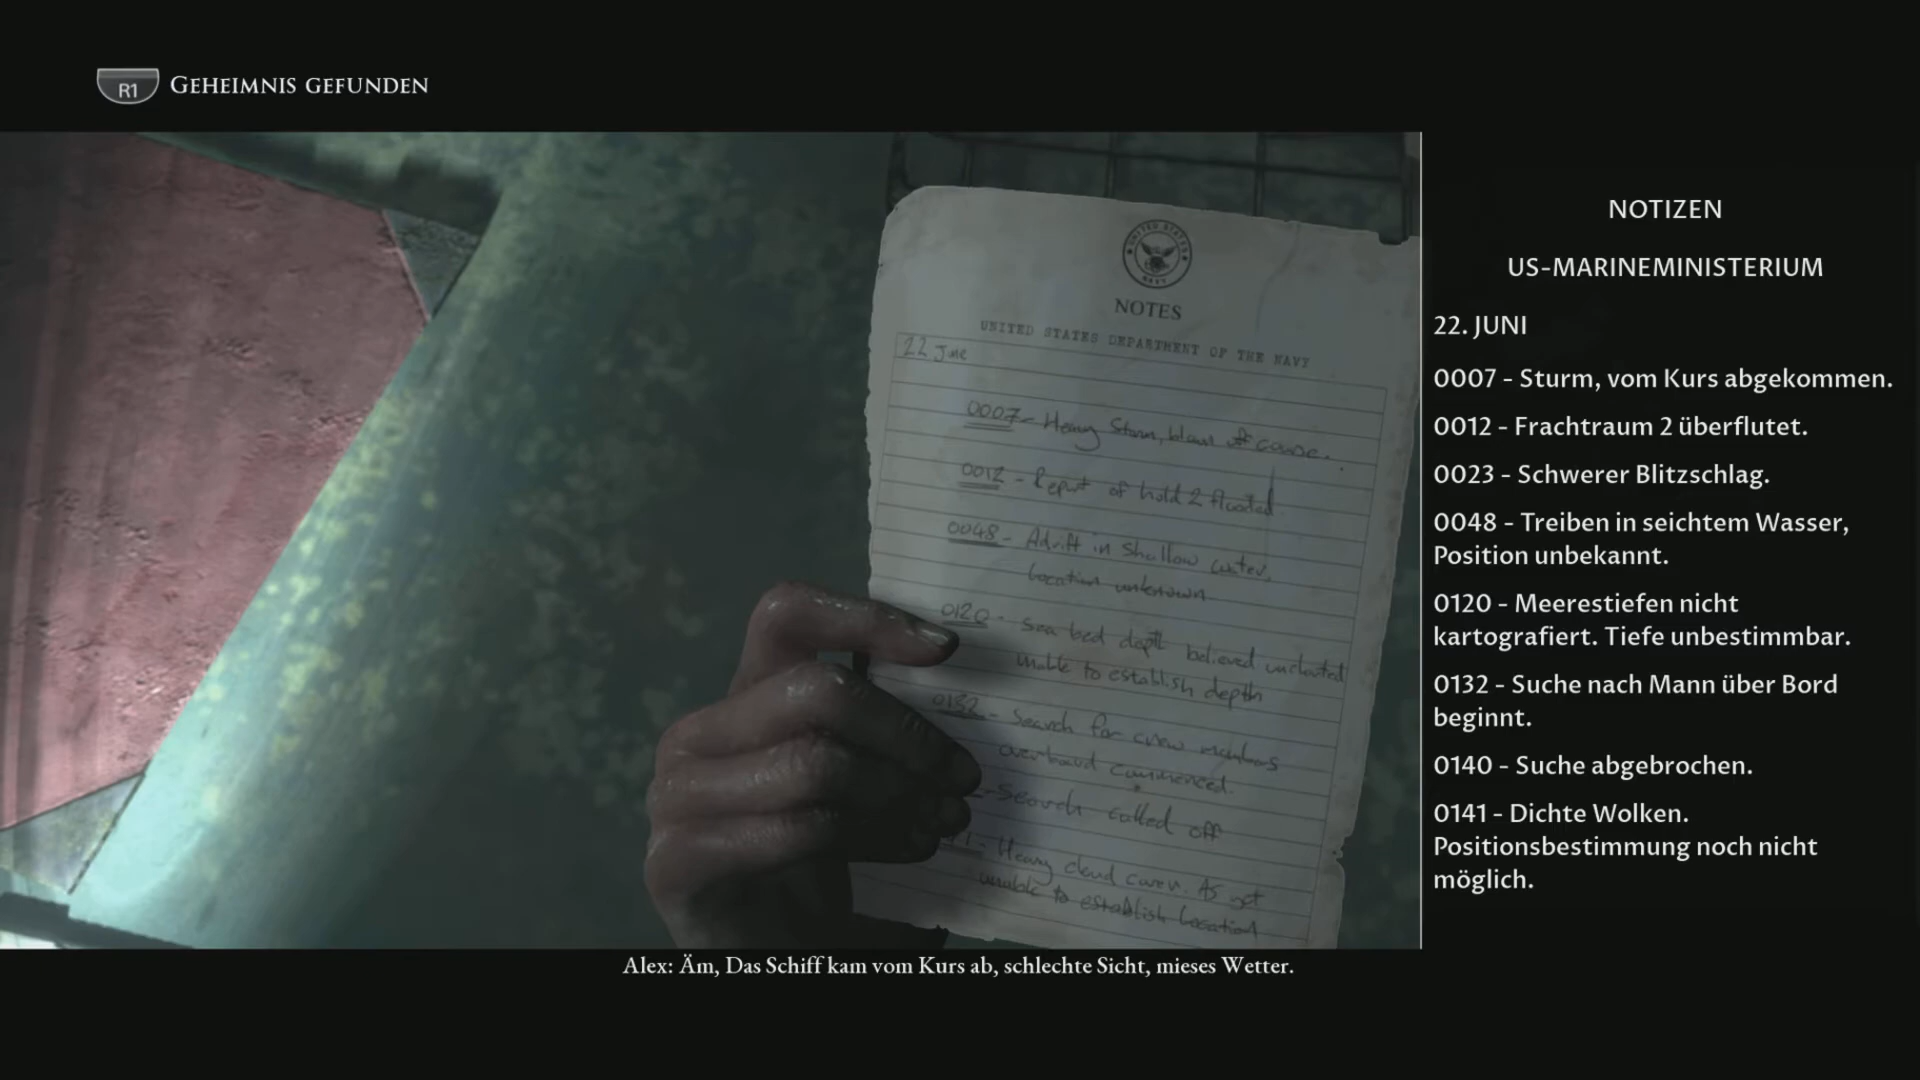 R1 GEHEIMNIS GEFUNDEN
UNITED STATES
NAVY
NOTES
UNITED STATES DEPARTMENT OF THE NAVY
22 June
0007 - Heavy Storm, blown off course.
0012 - Report of hold 2 flooded
0048 - Adrift in Shallow water,
location unknown
0120 - Sea bed depth believed uncharted
unable to establish depth
0132 - Search for crew members
overboard commenced
- Search called off
- Heavy cloud cover. As yet
unable to establish location
NOTIZEN
US-MARINEMINISTERIUM
22. JUNI
0007 - Sturm, vom Kurs abgekommen.
0012 - Frachtraum 2 überflutet.
0023 - Schwerer Blitzschlag.
0048 - Treiben in seichtem Wasser,
Position unbekannt.
0120 - Meerestiefen nicht
kartografiert. Tiefe unbestimmbar.
0132 - Suche nach Mann über Bord
beginnt.
0140 - Suche abgebrochen.
0141 - Dichte Wolken.
Positionsbestimmung noch nicht
möglich.
Alex: Äm, Das Schiff kam vom Kurs ab, schlechte Sicht, mieses Wetter.